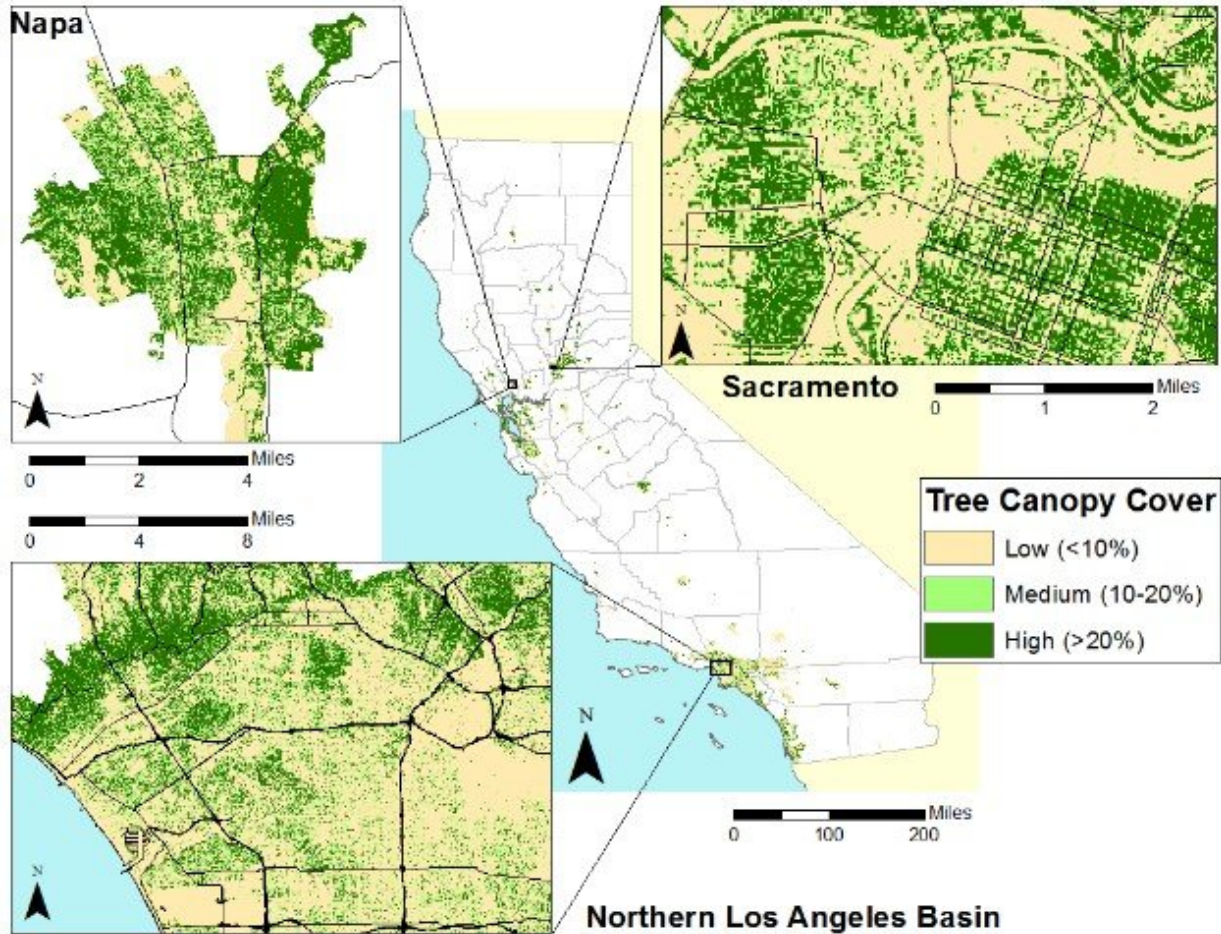 Napa
N
Miles
0 2 4
Miles
0 4 8
N
Sacramento
Miles
0 1 2
Tree Canopy Cover
Low (<10%)
Medium (10-20%)
High (>20%)
N
N
Miles
0 100 200
Northern Los Angeles Basin